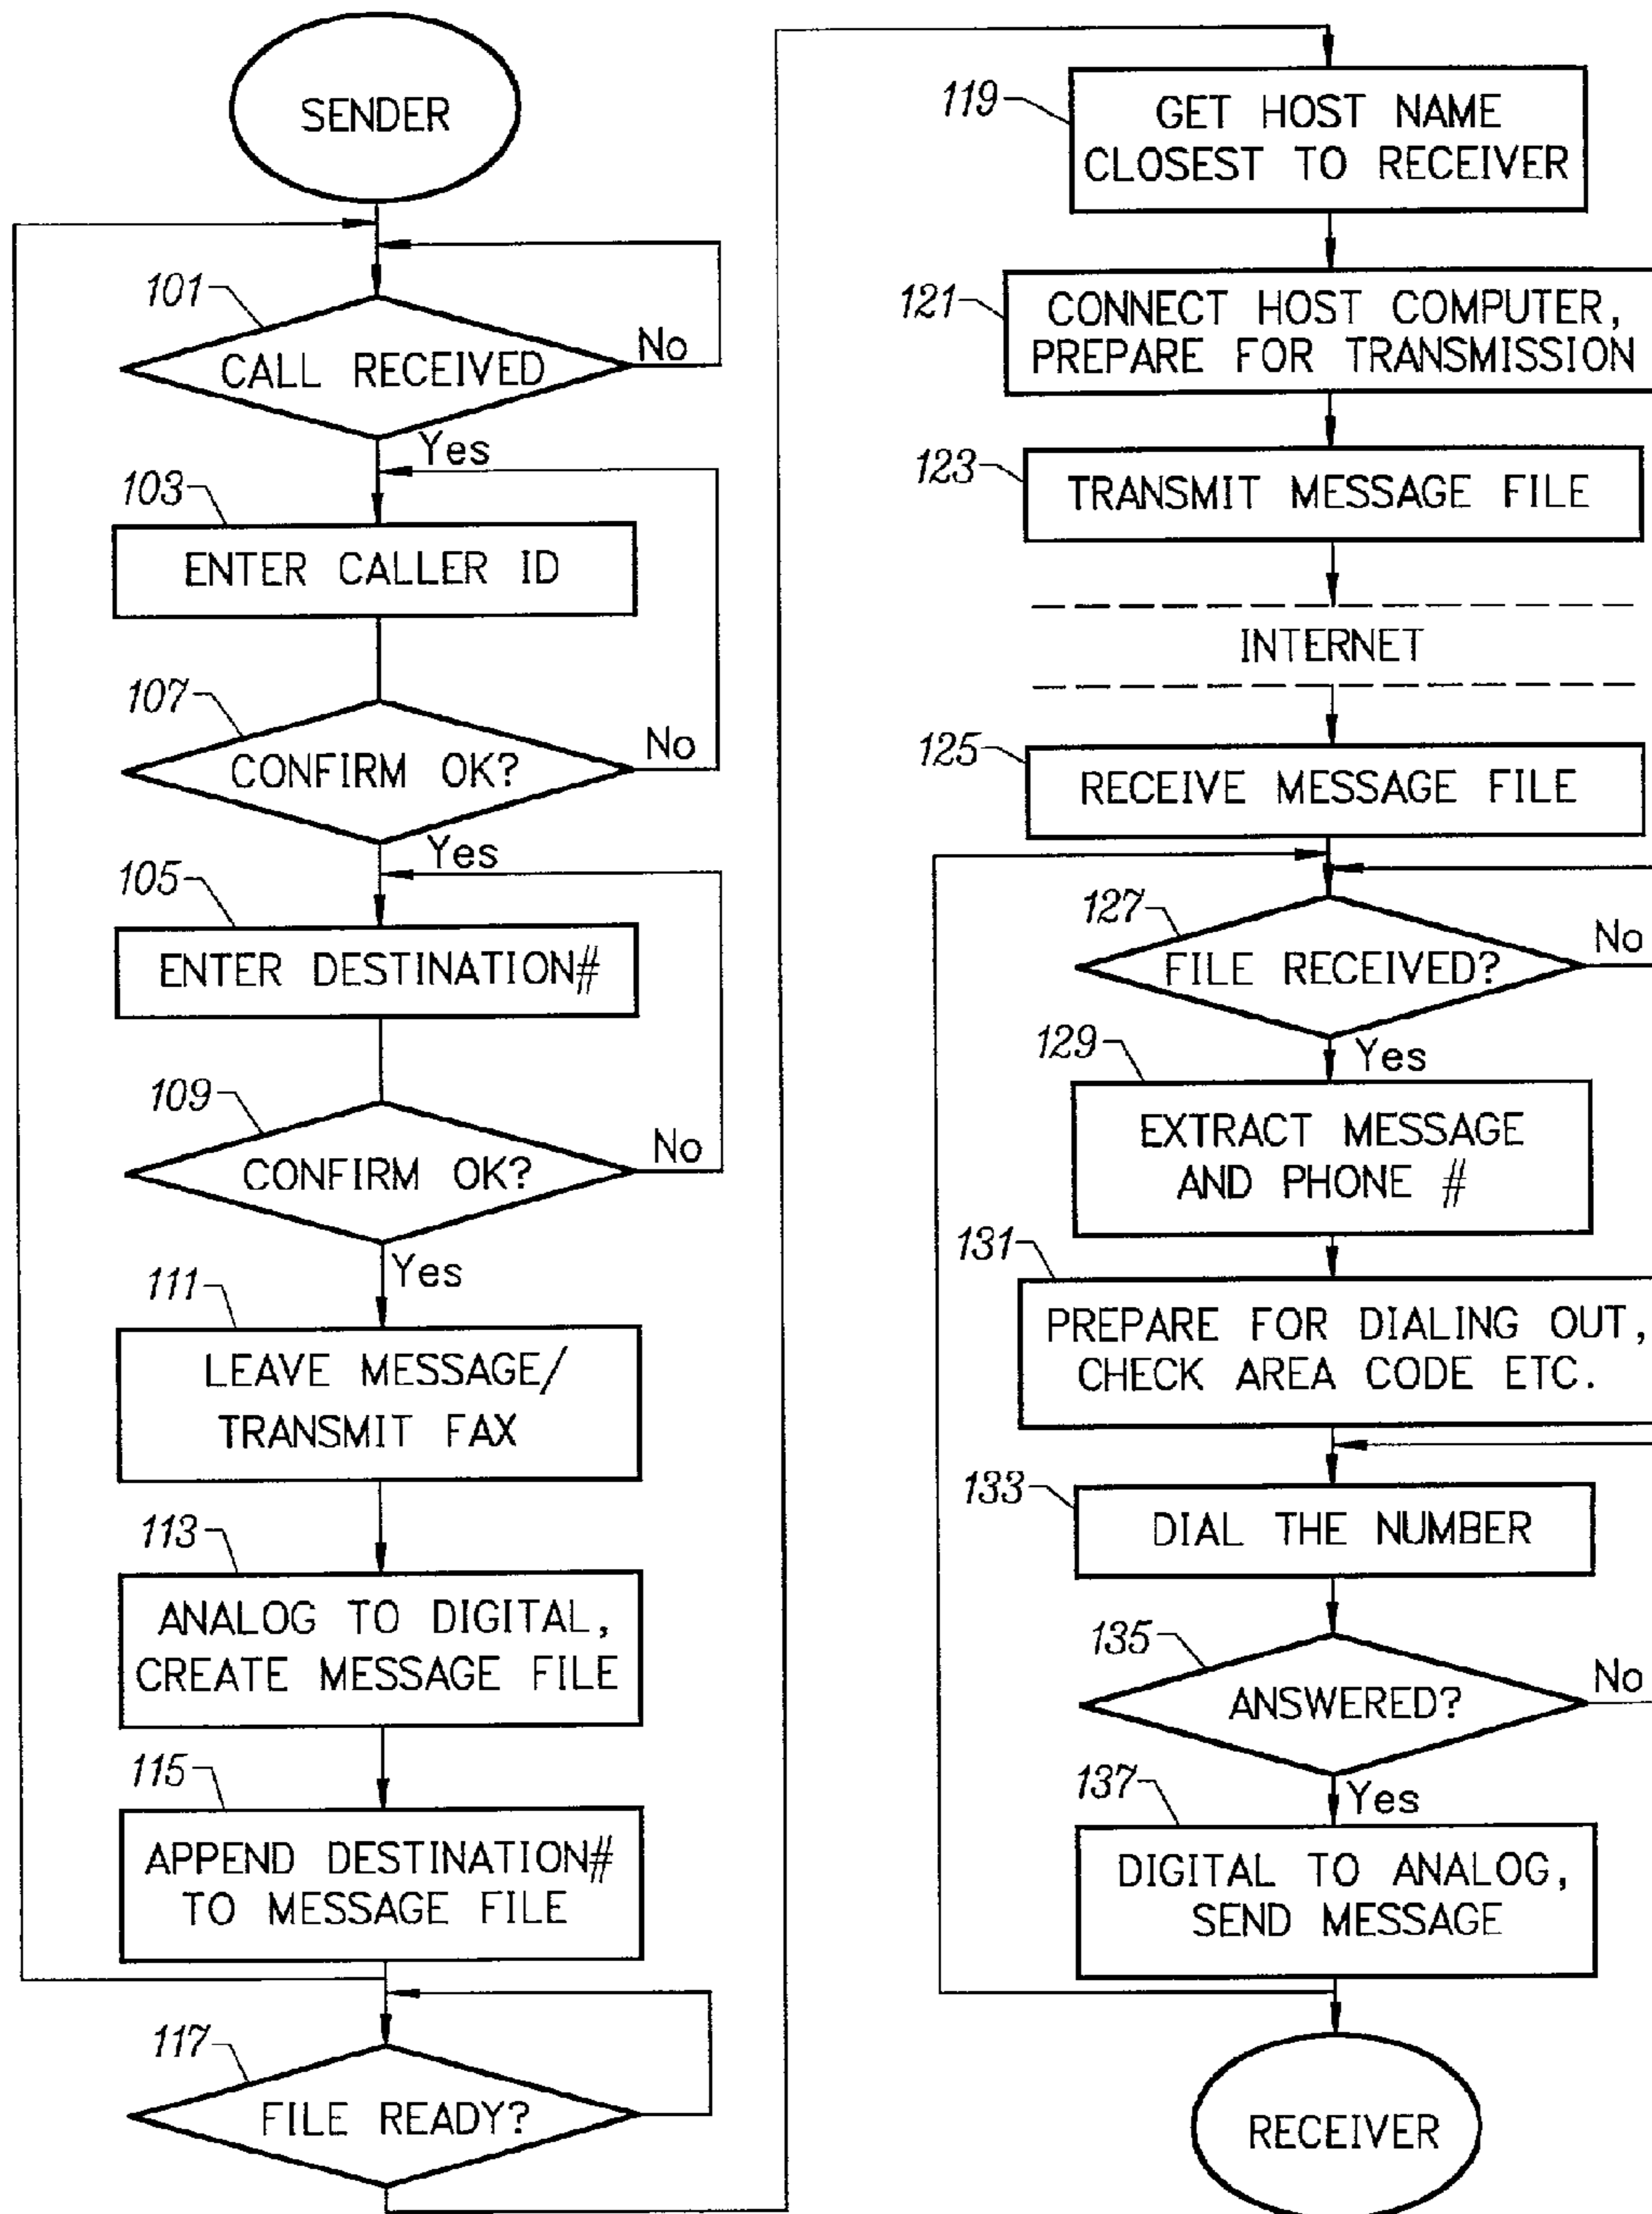 SENDER
101
CALL RECEIVED
No
Yes
103
ENTER CALLER ID
107
CONFIRM OK?
No
Yes
105
ENTER DESTINATION#
109
CONFIRM OK?
No
Yes
111
LEAVE MESSAGE/
TRANSMIT FAX
113
ANALOG TO DIGITAL,
CREATE MESSAGE FILE
115
APPEND DESTINATION#
TO MESSAGE FILE
117
FILE READY?
119
GET HOST NAME
CLOSEST TO RECEIVER
121
CONNECT HOST COMPUTER,
PREPARE FOR TRANSMISSION
123
TRANSMIT MESSAGE FILE
INTERNET
125
RECEIVE MESSAGE FILE
127
FILE RECEIVED?
No
Yes
129
EXTRACT MESSAGE
AND PHONE #
131
PREPARE FOR DIALING OUT,
CHECK AREA CODE ETC.
133
DIAL THE NUMBER
135
ANSWERED?
No
Yes
137
DIGITAL TO ANALOG,
SEND MESSAGE
RECEIVER